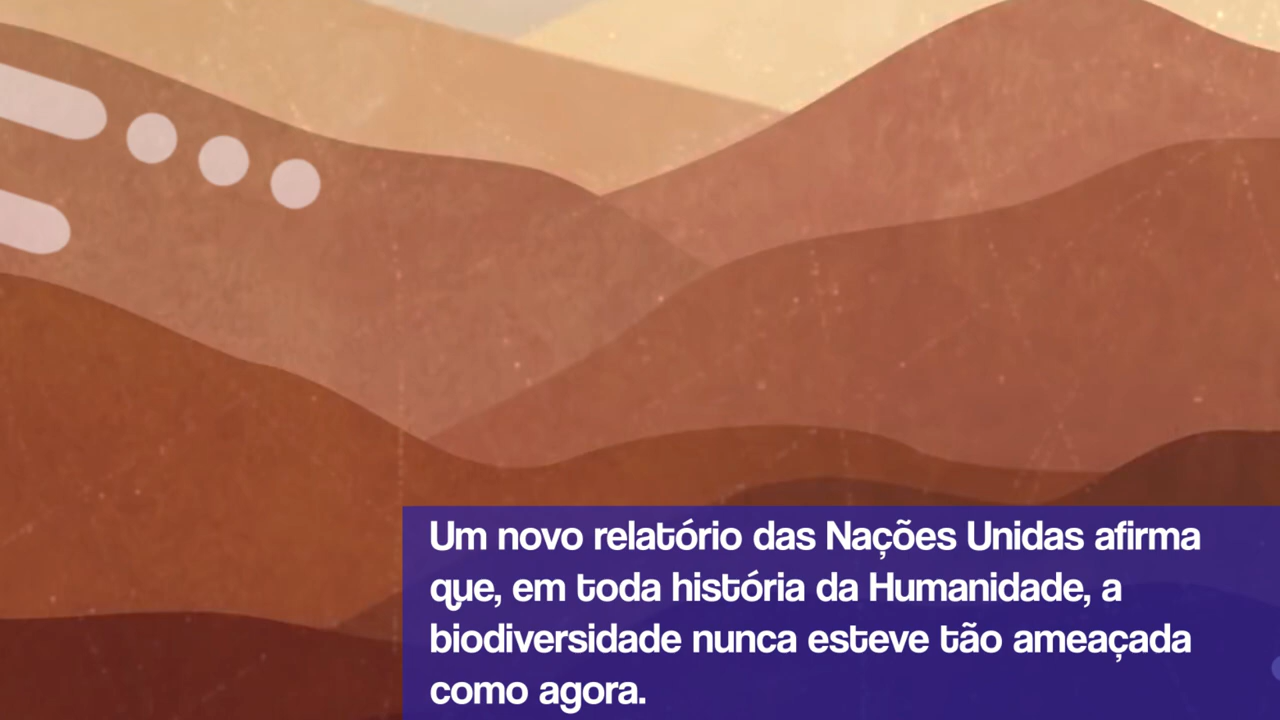 Um novo relatório das Nações Unidas afirma
que, em toda história da Humanidade, a
biodiversidade nunca esteve tão ameaçada
como agora.